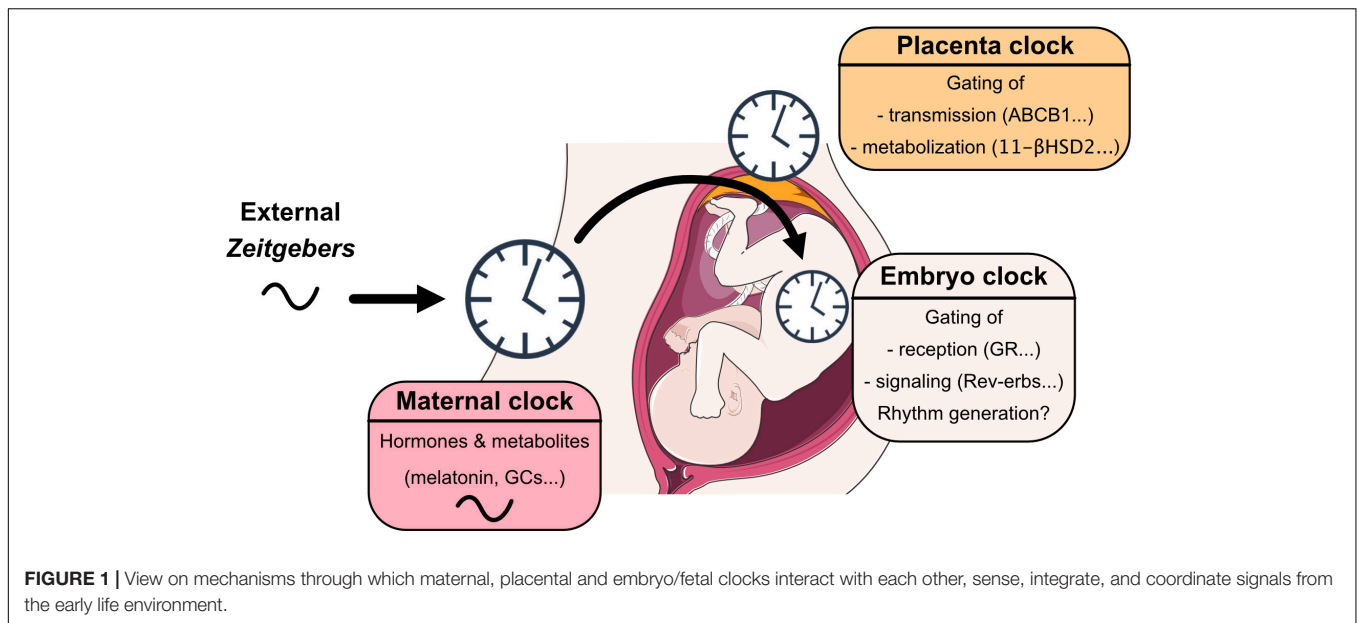 Placenta clock
Gating of
- transmission (ABCB1...)
- metabolization (11-βHSD2...)
External
Zeitgebers
Embryo clock
Gating of
- reception (GR...)
- signaling (Rev-erbs...)
Rhythm generation?
Maternal clock
Hormones & metabolites
(melatonin, GCs...)
FIGURE 1 | View on mechanisms through which maternal, placental and embryo/fetal clocks interact with each other, sense, integrate, and coordinate signals from
the early life environment.